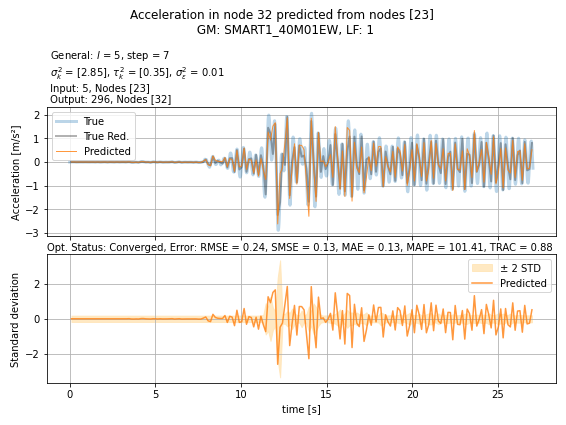 Acceleration in node 32 predicted from nodes [23]
GM: SMART1_40M01EW, LF: 1
General: l = 5, step = 7
σ²ₖ = [2.85], τ²ₖ = [0.35], σ²ε = 0.01
Input: 5, Nodes [23]
Output: 296, Nodes [32]
Acceleration [m/s²]
2
1
0
−1
−2
−3
True
True Red.
Predicted
Opt. Status: Converged, Error: RMSE = 0.24, SMSE = 0.13, MAE = 0.13, MAPE = 101.41, TRAC = 0.88
Standard deviation
2
0
−2
± 2 STD
Predicted
0 5 10 15 20 25
time [s]